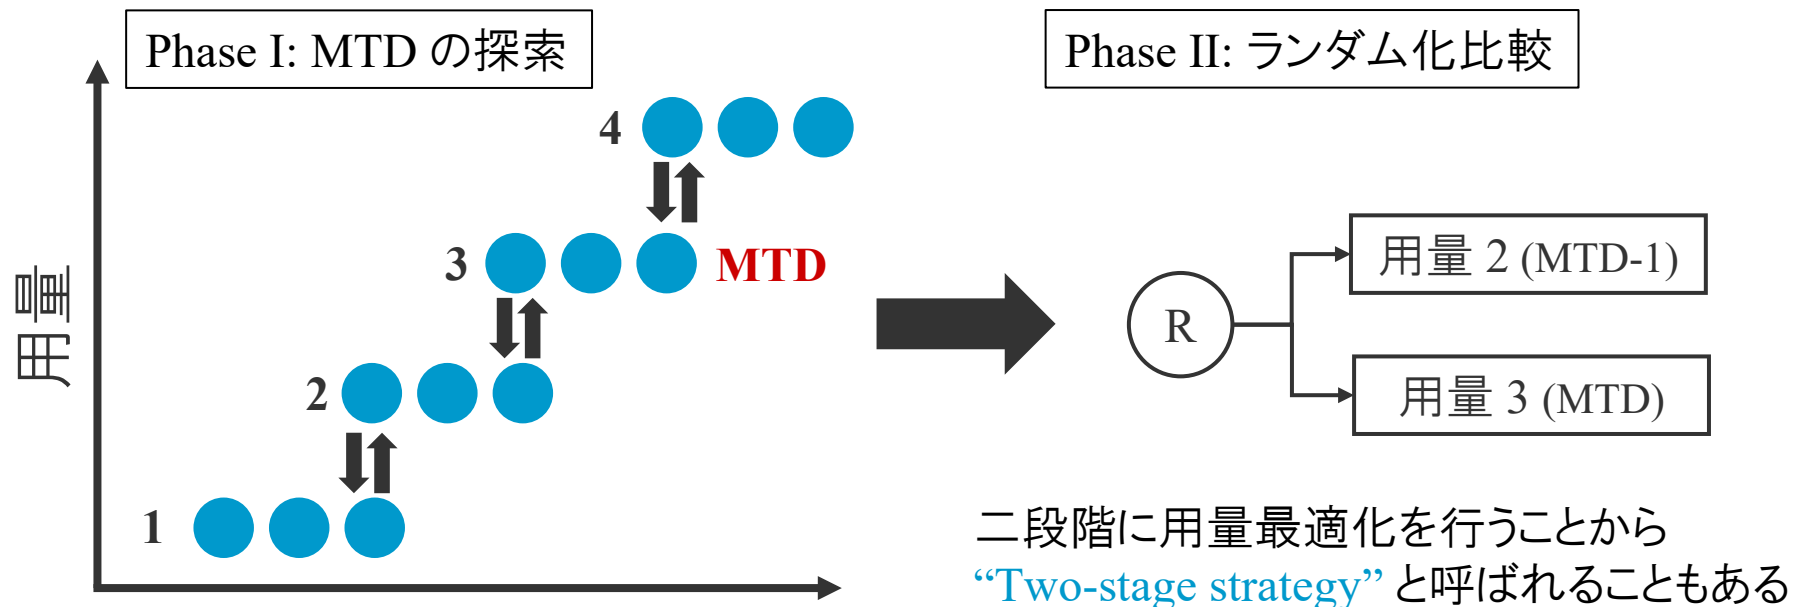 Phase I: MTD の探索
Phase II: ランダム化比較
用量
4
3
MTD
2
1
R
用量 2 (MTD-1)
用量 3 (MTD)
二段階に用量最適化を行うことから
“Two-stage strategy” と呼ばれることもある